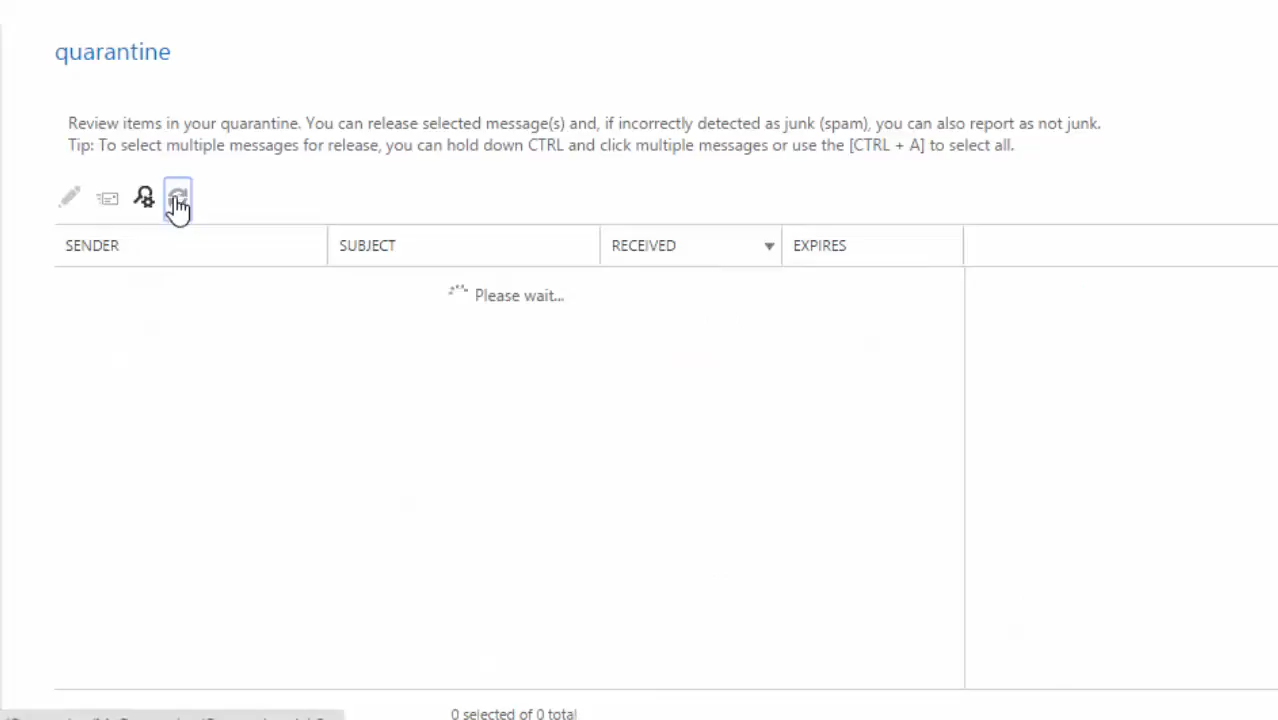 quarantine
Review items in your quarantine. You can release selected message(s) and, if incorrectly detected as junk (spam), you can also report as not junk.
Tip: To select multiple messages for release, you can hold down CTRL and click multiple messages or use the [CTRL + A] to select all.
SENDER SUBJECT RECEIVED EXPIRES
Please wait...
0 selected of 0 total